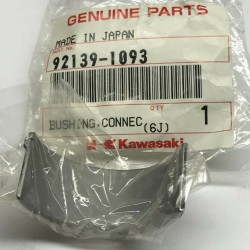 GENUINE PARTS
MADE IN JAPAN
92139-1093
QTY
BUSHING,CONNEC(6J) 1
Kawasaki